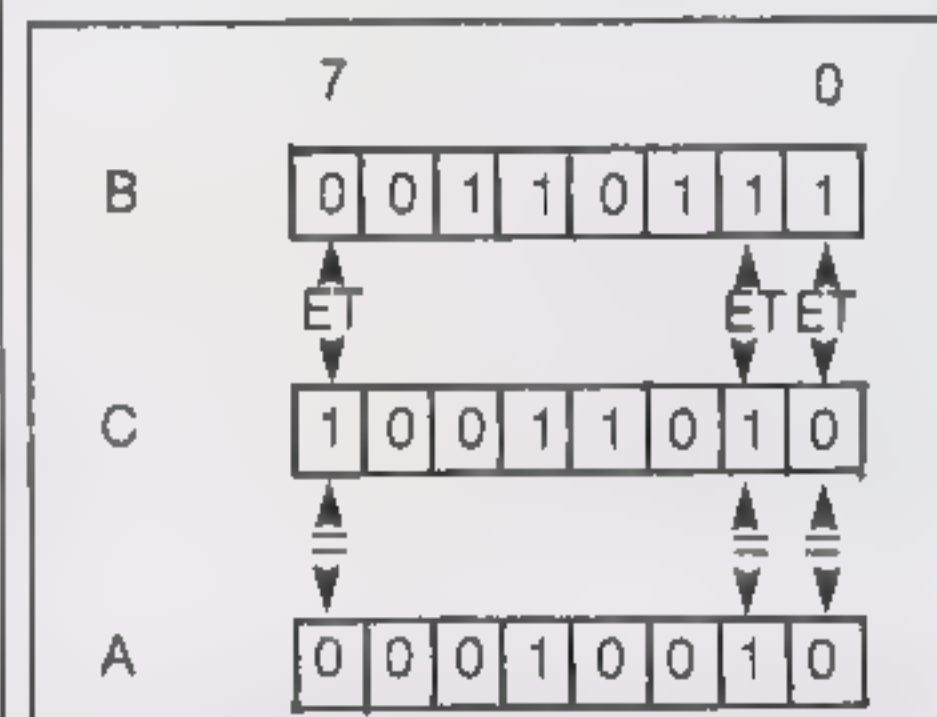 7 0
B 0 0 1 1 0 1 1 1
ET ET ET
C 1 0 0 1 1 0 1 0
= = =
A 0 0 0 1 0 0 1 0